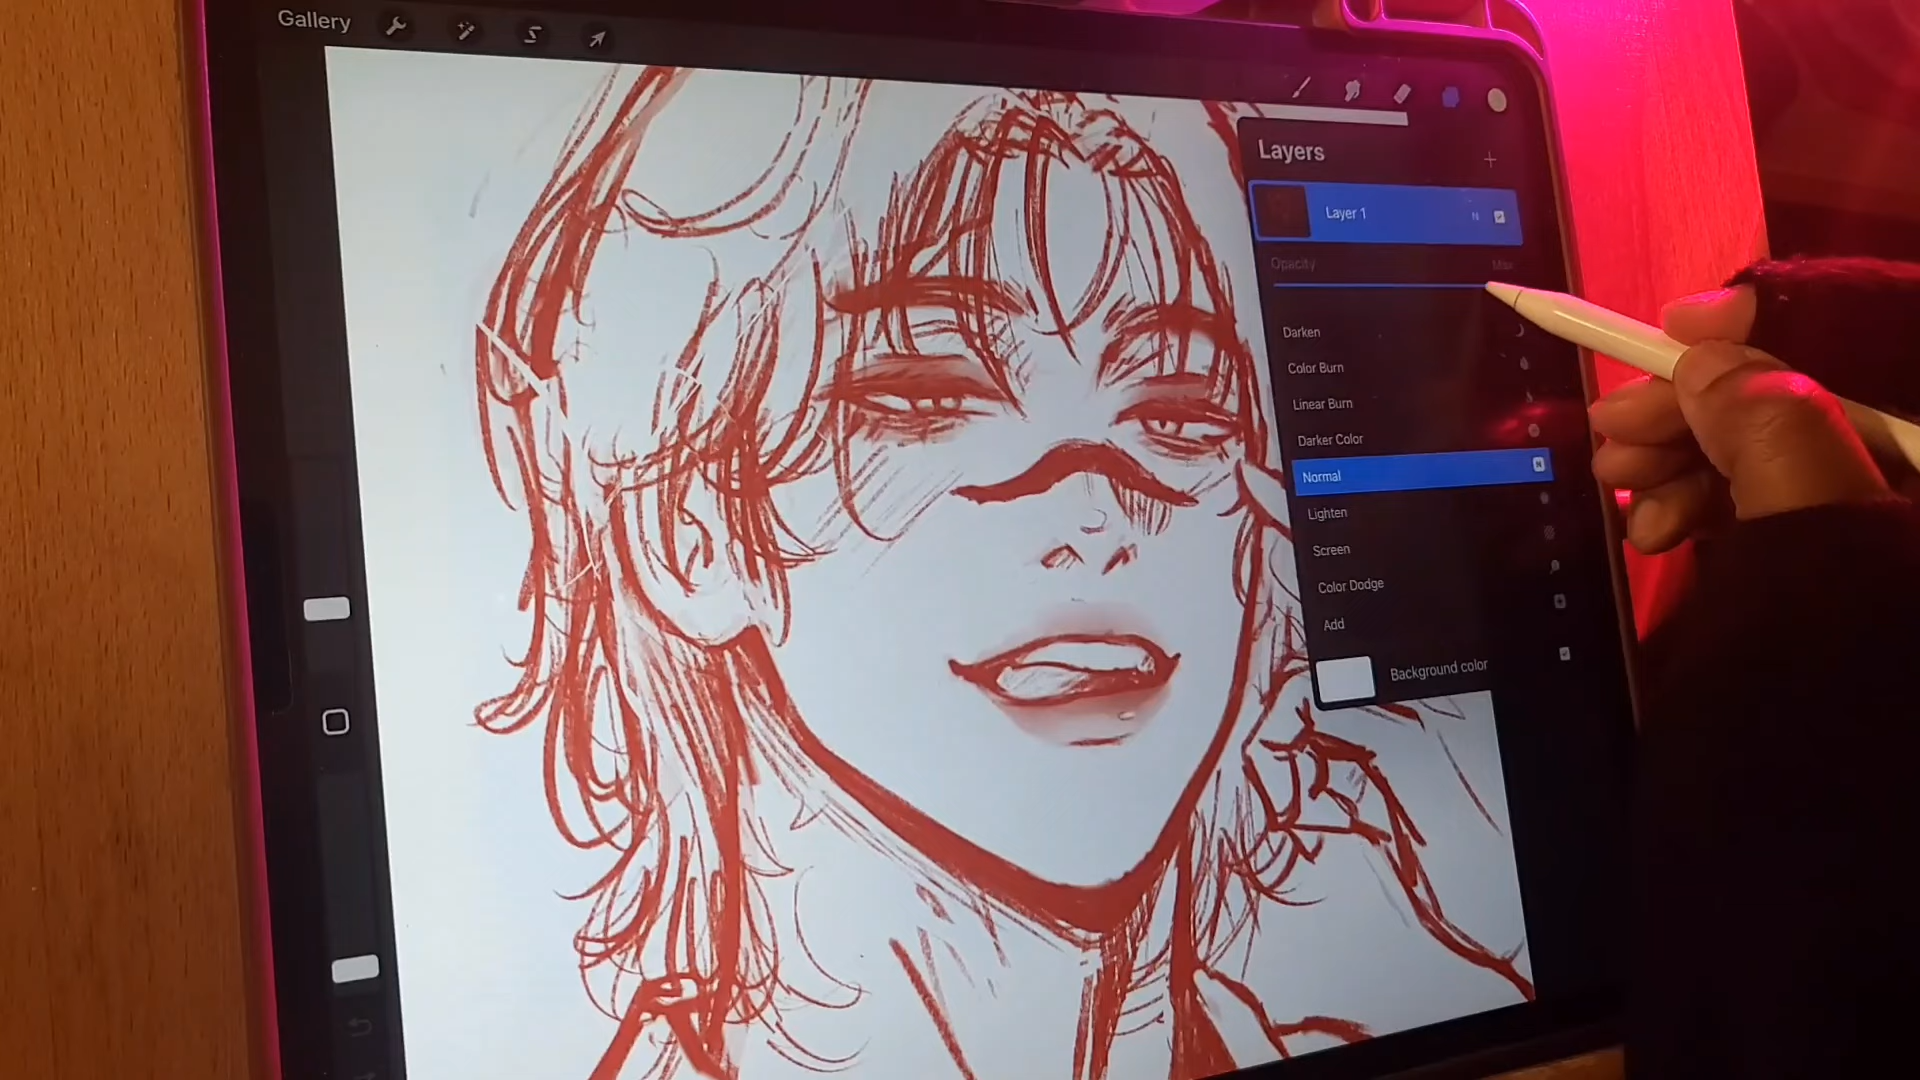 Gallery
Layers
Layer 1
N
Opacity
Max
Darken
Color Burn
Linear Burn
Darker Color
Normal
N
Lighten
Screen
Color Dodge
Add
Background color